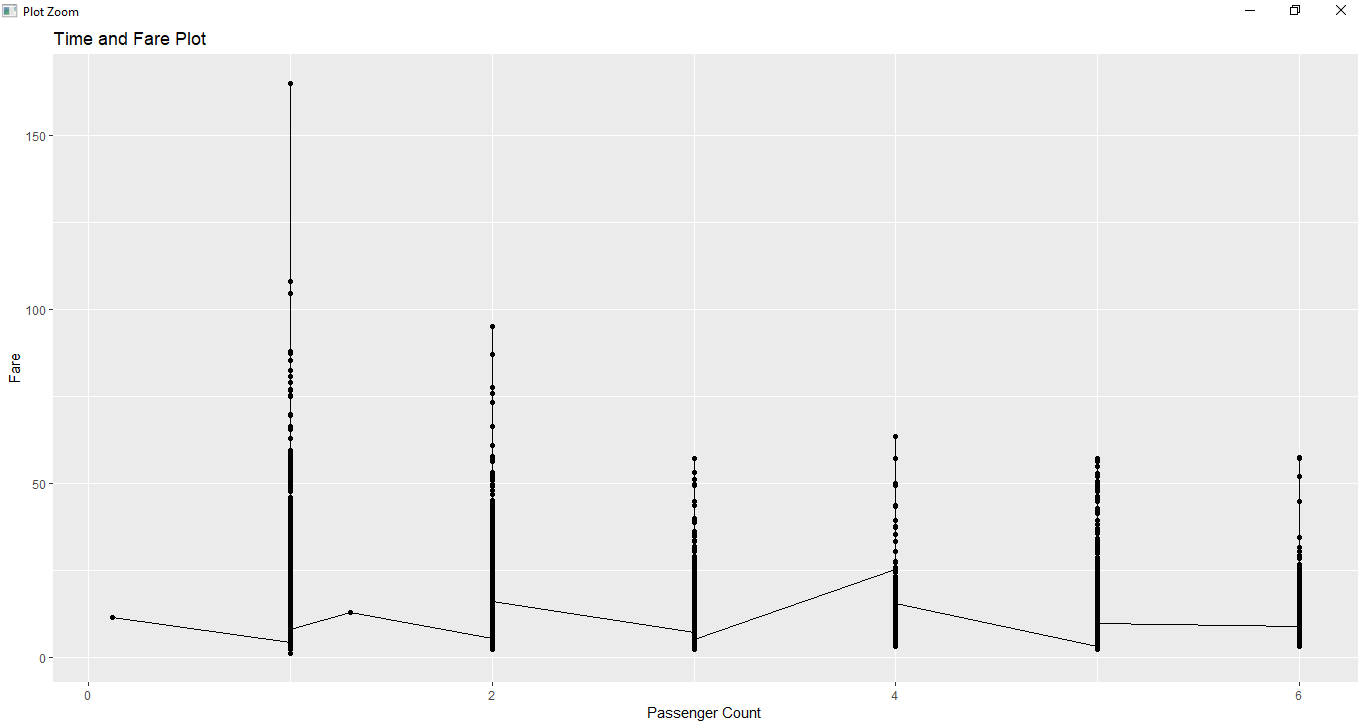 Plot Zoom
Time and Fare Plot
150
100
50
0
Fare
0 2 4 6
Passenger Count